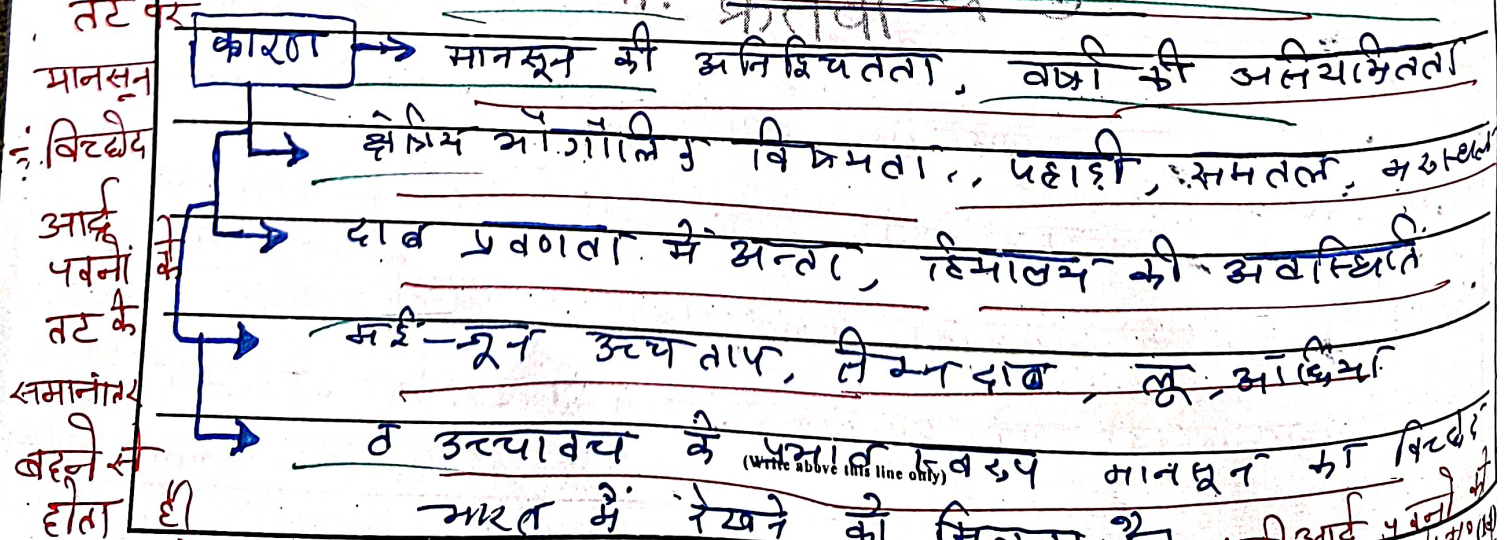 तट पर
मानसून
विच्छेद
आर्द्र
पवनों के
तट के
समानांतर
बहने से
होता है
कारण → मानसून की अनिश्चितता, वर्षा की अनियमितता
क्षेत्रिय भौगौलिक विषमता, पहाड़ी, समतल, मरुस्थल
दाब प्रवणता में अन्तर, हिमालय की अवस्थिति
मई-जून उच्च ताप, निम्न दाब, लू, आँधियाँ
व उच्चावच के प्रभाव स्वरूप मानसून का विच्छेद
(Write above this line only)
भारत में देखने को
आर्द्र पवनों